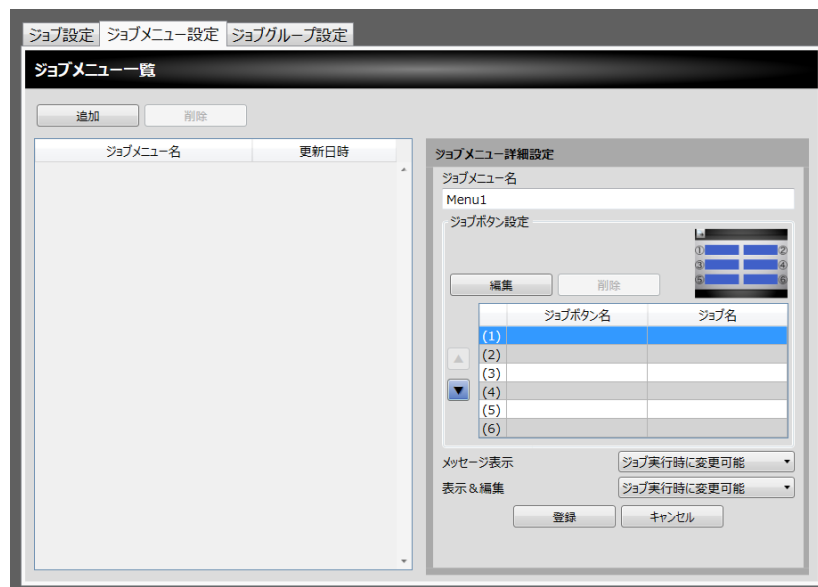 ジョブ設定 ジョブメニュー設定 ジョブグループ設定
ジョブメニュー一覧
追加 削除
ジョブメニュー名 更新日時
ジョブメニュー詳細設定
ジョブメニュー名
Menu1
ジョブボタン設定
① ②
③ ④
⑤ ⑥
編集 削除
ジョブボタン名 ジョブ名
(1)
(2)
(3)
(4)
(5)
(6)
メッセージ表示 ジョブ実行時に変更可能
表示&編集 ジョブ実行時に変更可能
登録 キャンセル